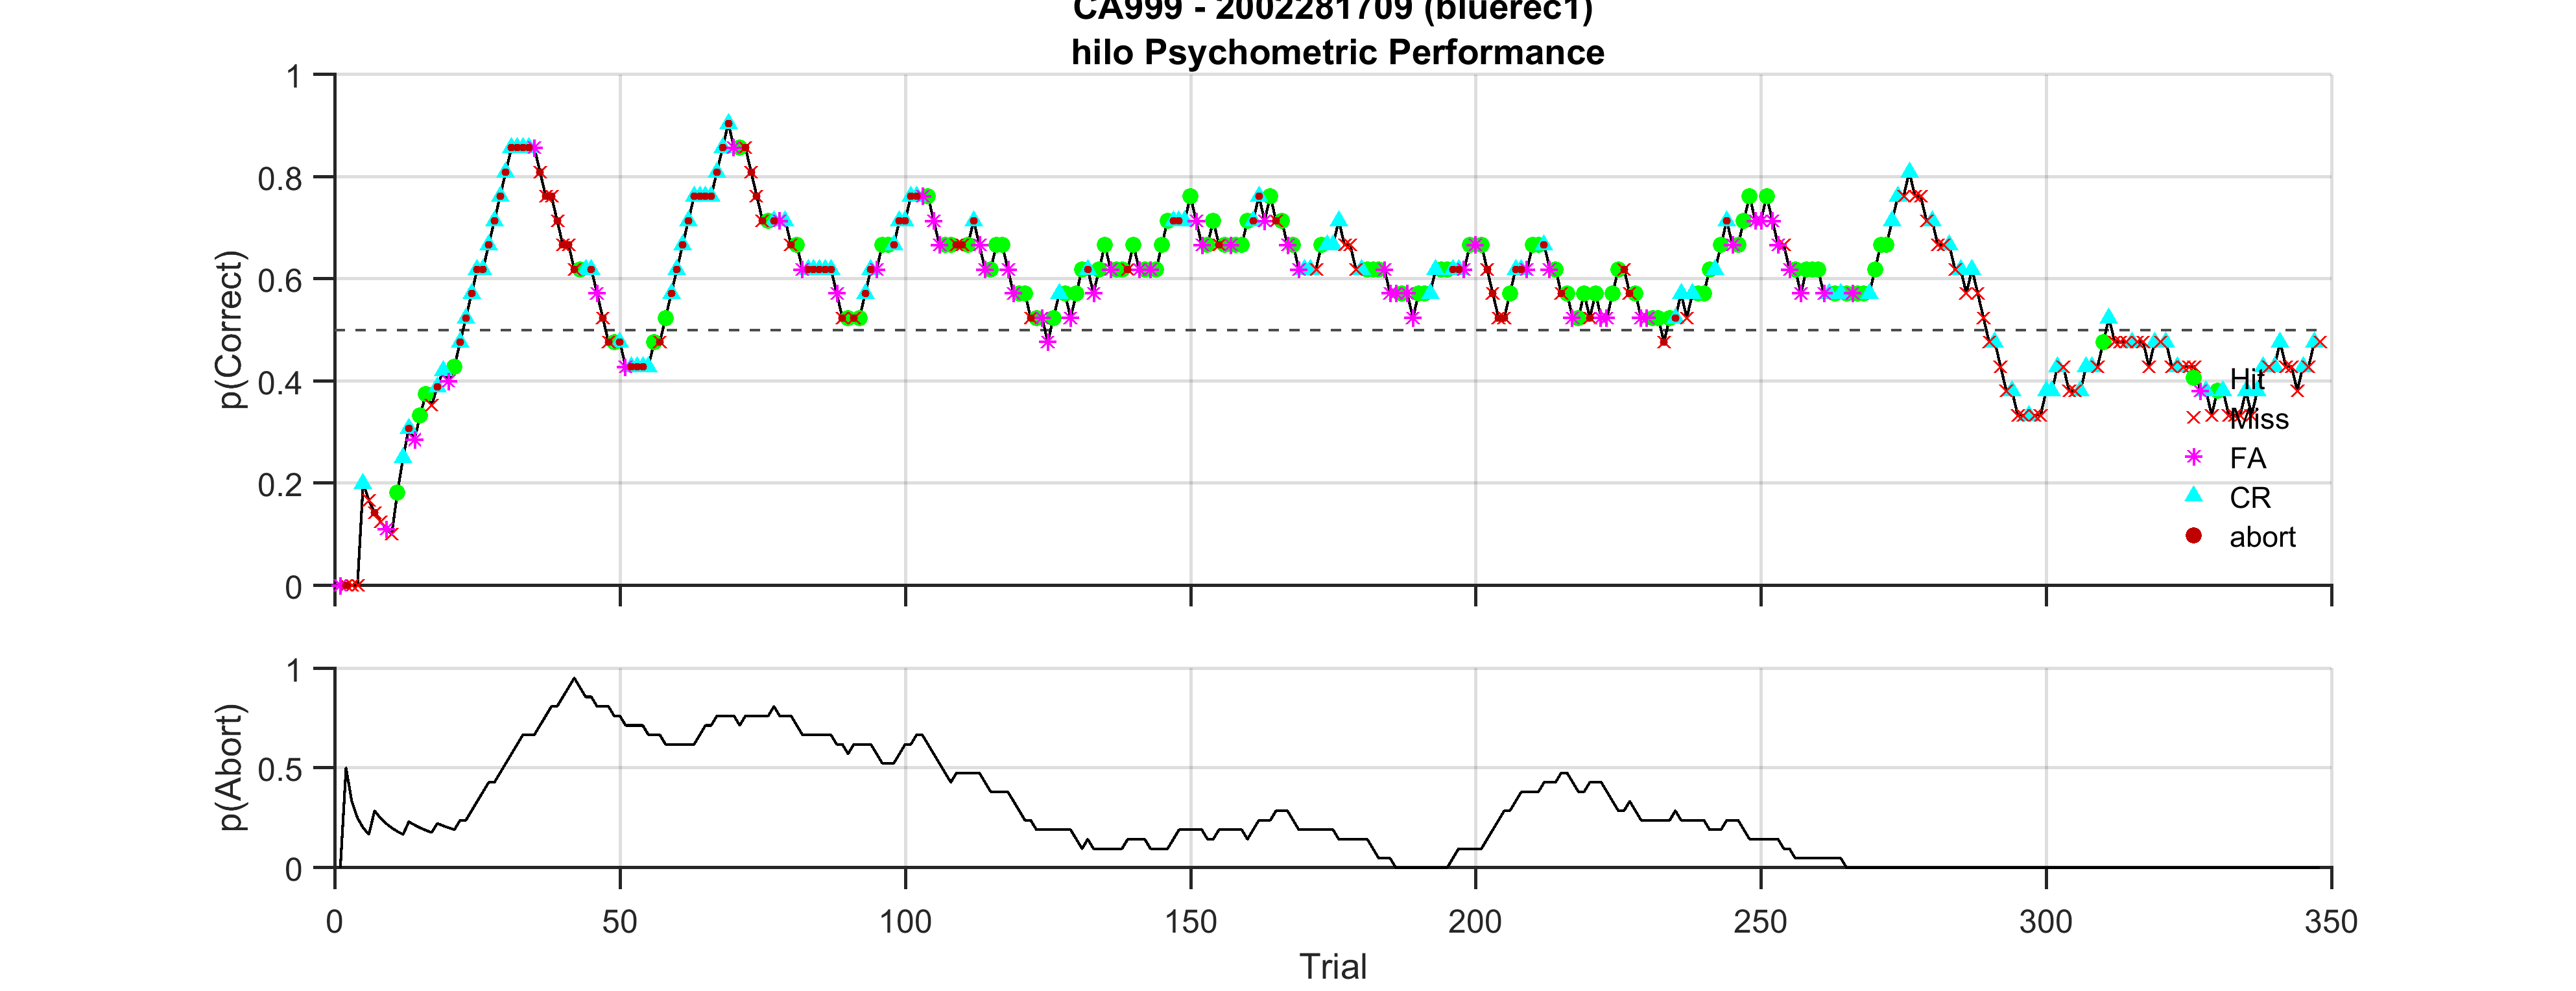 CA999 - 2002281709 (bluerec1)
hilo Psychometric Performance
p(Correct)
1
0.8
0.6
0.4
0.2
0
Hit
Miss
FA
CR
abort
p(Abort)
1
0.5
0
0 50 100 150 200 250 300 350
Trial